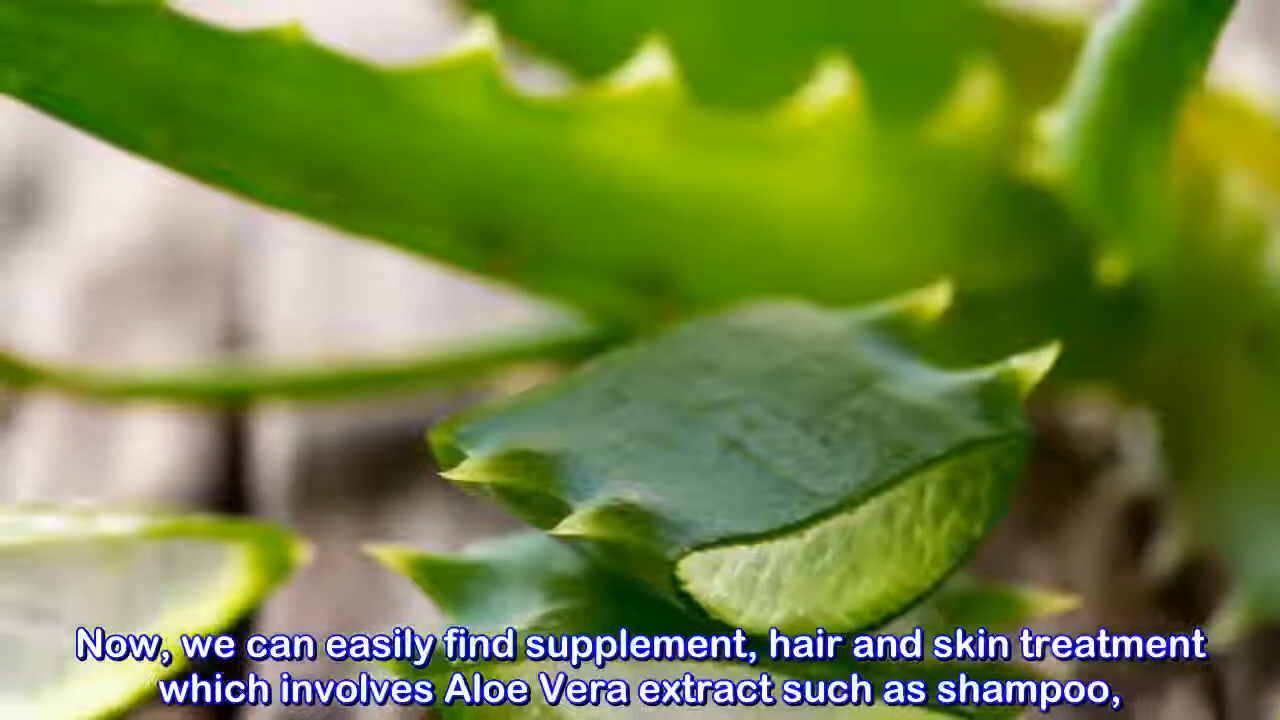 Now, we can easily find supplement, hair and skin treatment
which involves Aloe Vera extract such as shampoo,